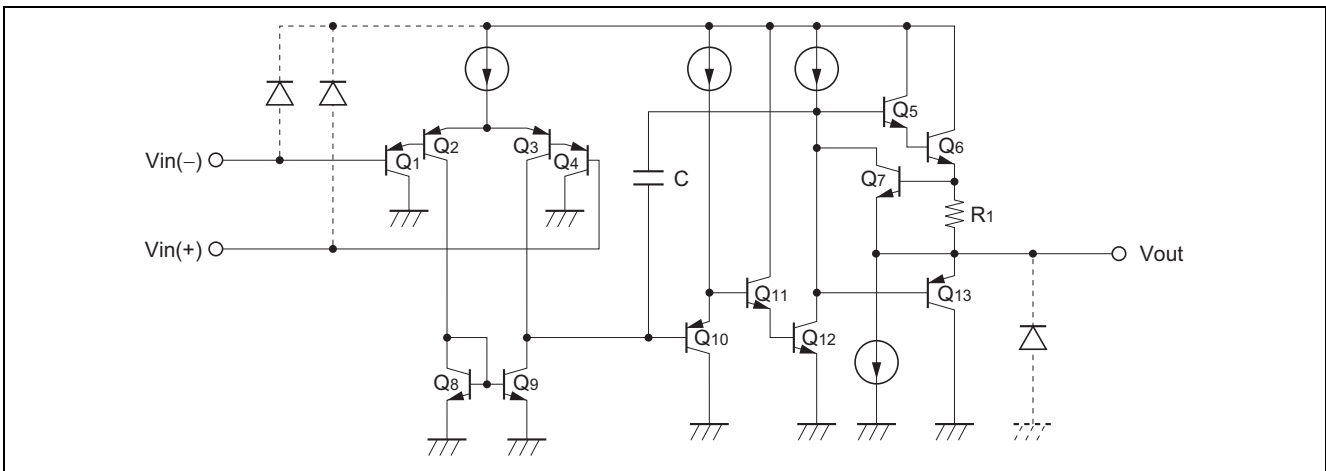 Q5
Q6
Q2
Q3
Vin(−)
Q1
Q4
C
Q7
R1
Vin(+)
Vout
Q11
Q13
Q10
Q12
Q8
Q9